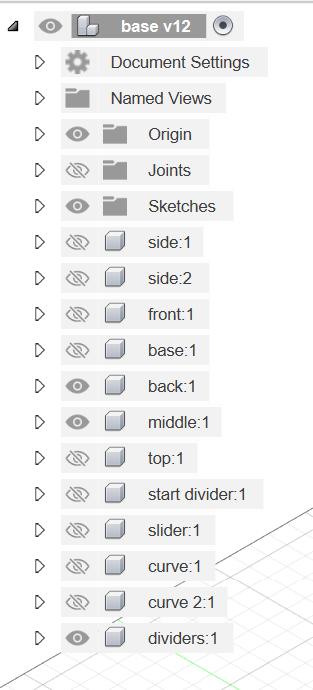 base v12
Document Settings
Named Views
Origin
Joints
Sketches
side:1
side:2
front:1
base:1
back:1
middle:1
top:1
start divider:1
slider:1
curve:1
curve 2:1
dividers:1